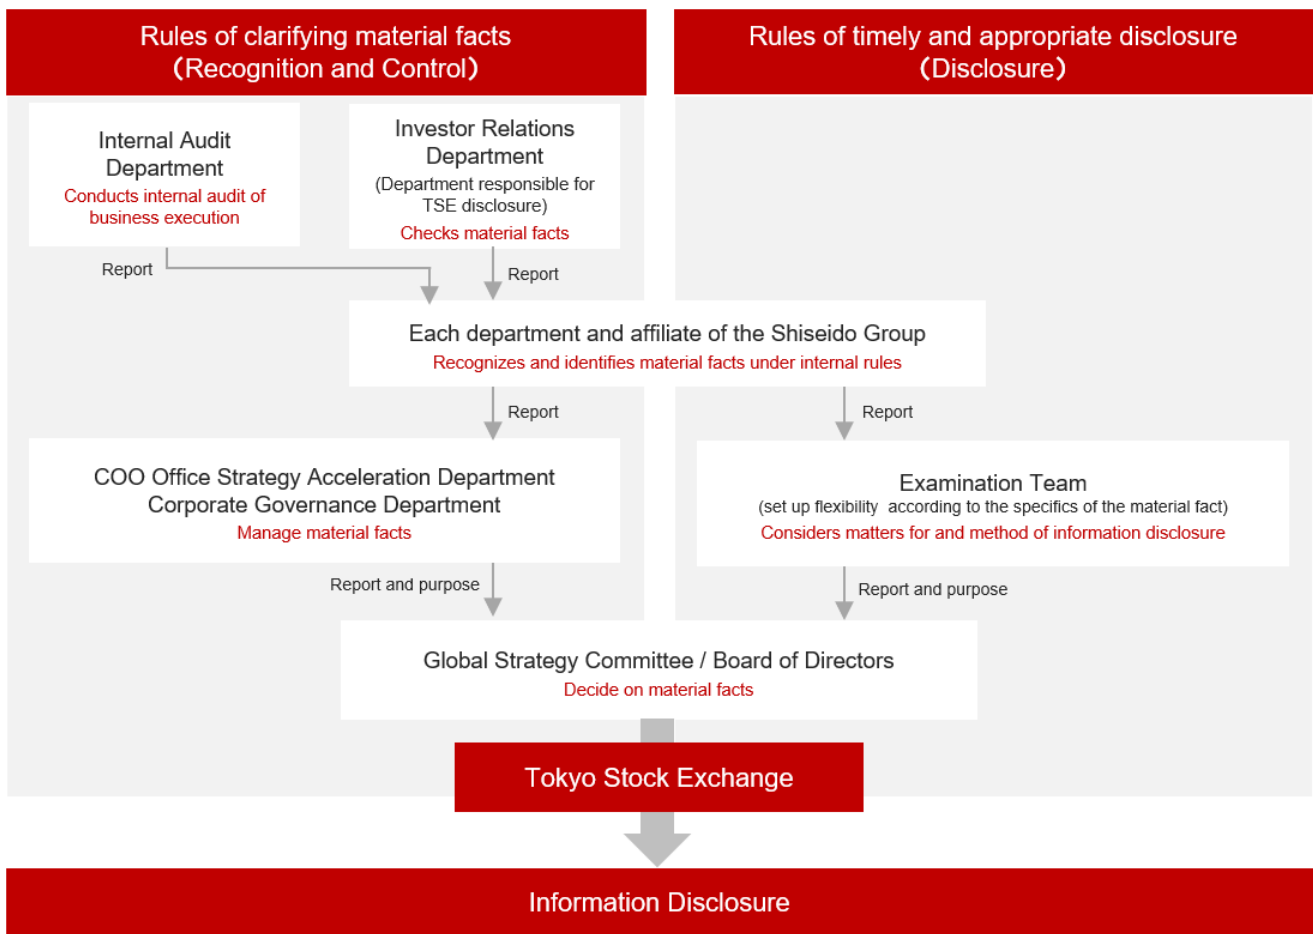 Rules of clarifying material facts
(Recognition and Control)
Rules of timely and appropriate disclosure
(Disclosure)
Internal Audit
Department
Conducts internal audit of
business execution
Investor Relations
Department
(Department responsible for
TSE disclosure)
Checks material facts
Report
Report
Each department and affiliate of the Shiseido Group
Recognizes and identifies material facts under internal rules
Report
Report
COO Office Strategy Acceleration Department
Corporate Governance Department
Manage material facts
Examination Team
(set up flexibility according to the specifics of the material fact)
Considers matters for and method of information disclosure
Report and purpose
Report and purpose
Global Strategy Committee / Board of Directors
Decide on material facts
Tokyo Stock Exchange
Information Disclosure